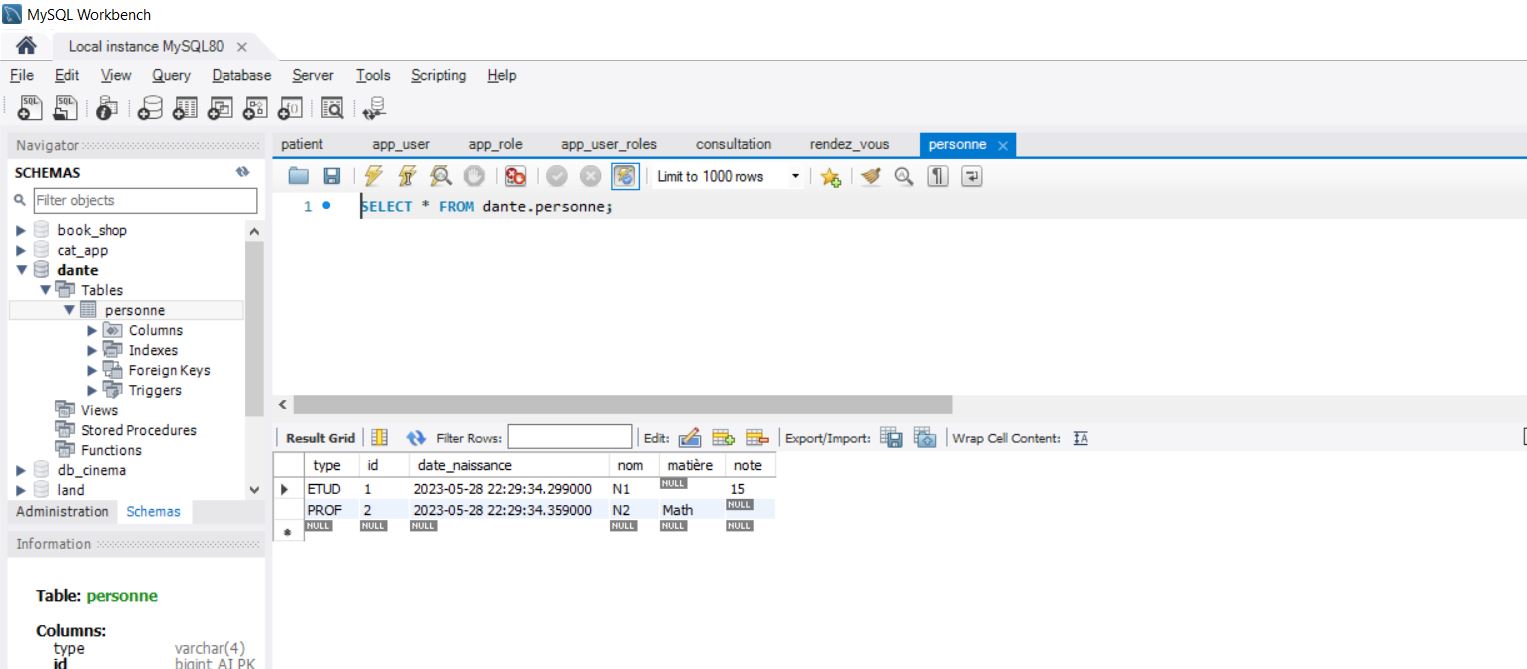 MySQL Workbench
Local instance MySQL80
File Edit View Query Database Server Tools Scripting Help
Navigator
SCHEMAS
Filter objects
book_shop
cat_app
dante
Tables
personne
Columns
Indexes
Foreign Keys
Triggers
Views
Stored Procedures
Functions
db_cinema
land
Administration Schemas
Information
Table: personne
Columns:
type varchar(4)
id bigint AI PK
patient app_user app_role app_user_roles consultation rendez_vous personne
Limit to 1000 rows
1 SELECT * FROM dante.personne;
Result Grid Filter Rows: Edit: Export/Import: Wrap Cell Content: IA
type id date_naissance nom matière note
ETUD 1 2023-05-28 22:29:34.299000 N1 NULL 15
PROF 2 2023-05-28 22:29:34.359000 N2 Math NULL
NULL NULL NULL NULL NULL NULL